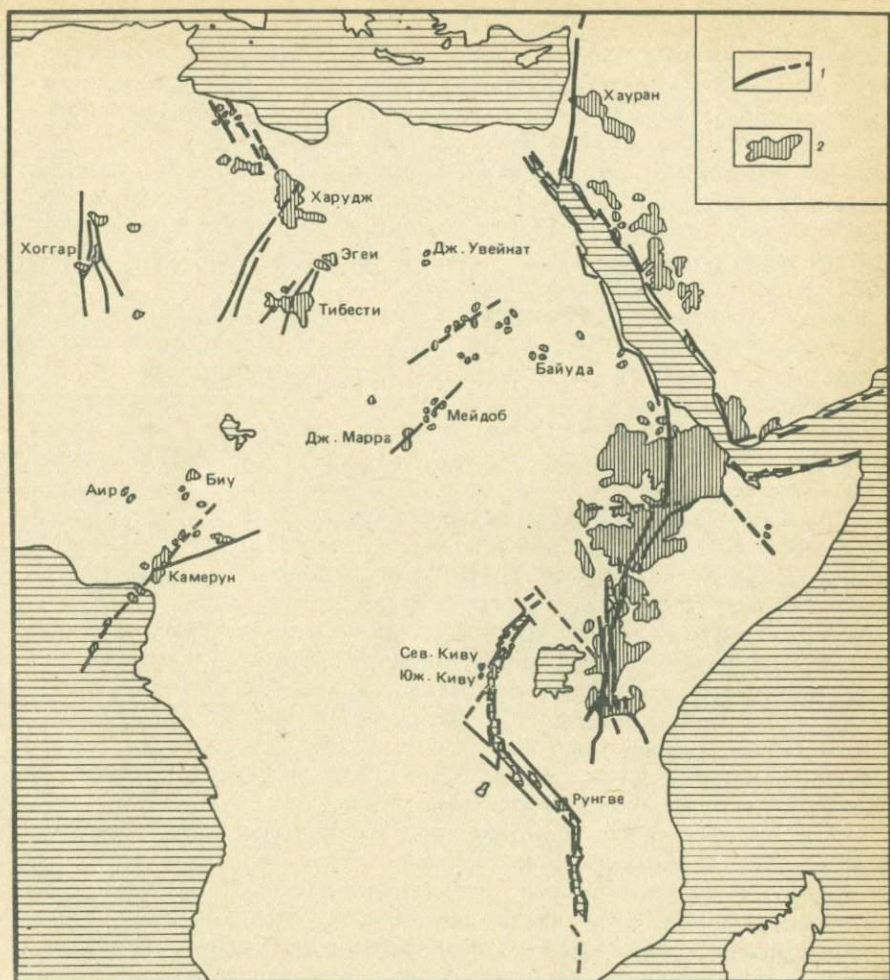 1
Хауран
2
Харудж
Хоггар
Эгеи
Дж. Увейнат
Тибести
Байуда
Мейдоб
Дж. Марра
Биу
Аир
Камерун
Сев. Киву
Юж. Киву
Рунгве